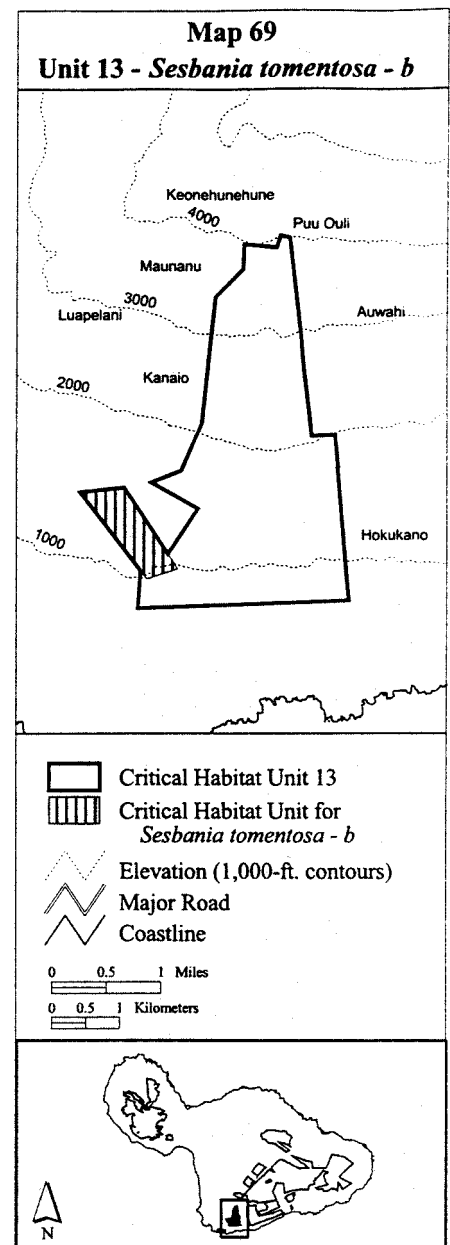 Map 69
Unit 13 - Sesbania tomentosa - b
Keonehunehune
4000
Puu Ouli
Maunanu
3000
Luapelani
Auwahi
Kanaio
2000
1000
Hokukano
Critical Habitat Unit 13
Critical Habitat Unit for
Sesbania tomentosa - b
Elevation (1,000-ft. contours)
Major Road
Coastline
0 0.5 1 Miles
0 0.5 1 Kilometers
N